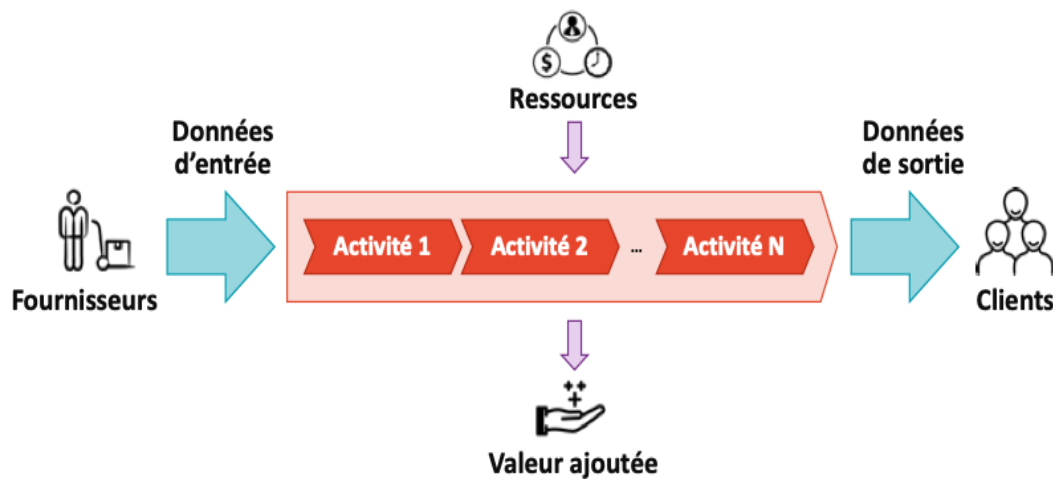 $
Ressources
Données
d'entrée
Données
de sortie
Fournisseurs
Activité 1
Activité 2
...
Activité N
Clients
Valeur ajoutée